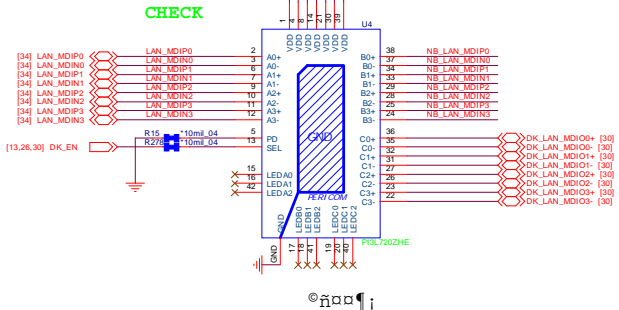 CHECK
U4
1 4 8 14 21 30 39
VDD VDD VDD VDD VDD VDD VDD
[34] LAN_MDIP0 LAN_MDIP0 2 A0+ B0+ 38 NB_LAN_MDIP0
[34] LAN_MDIN0 LAN_MDIN0 3 A0- B0- 37 NB_LAN_MDIN0
[34] LAN_MDIP1 LAN_MDIP1 6 A1+ B1+ 34 NB_LAN_MDIP1
[34] LAN_MDIN1 LAN_MDIN1 7 A1- B1- 33 NB_LAN_MDIN1
[34] LAN_MDIP2 LAN_MDIP2 9 A2+ B2+ 29 NB_LAN_MDIP2
[34] LAN_MDIN2 LAN_MDIN2 10 A2- B2- 28 NB_LAN_MDIN2
[34] LAN_MDIP3 LAN_MDIP3 11 A3+ B3+ 25 NB_LAN_MDIP3
[34] LAN_MDIN3 LAN_MDIN3 12 A3- B3- 24 NB_LAN_MDIN3
R15 *10mil_04 5 PD GND C0+ 36 DK_LAN_MDIO0+ [30]
[13,26,30] DK_EN R278 *10mil_04 13 SEL C0- 35 DK_LAN_MDIO0- [30]
C1+ 32 DK_LAN_MDIO1+ [30]
C1- 31 DK_LAN_MDIO1- [30]
15 LEDA0 C2+ 27 DK_LAN_MDIO2+ [30]
16 LEDA1 C2- 26 DK_LAN_MDIO2- [30]
42 LEDA2 C3+ 23 DK_LAN_MDIO3+ [30]
PERICOM C3- 22 DK_LAN_MDIO3- [30]
GND LEDB0 LEDB1 LEDB2 LEDC0 LEDC1 LEDC2
PI3L720ZHE
GND 17 18 41 19 20 40
©ñ¤¤¶¡